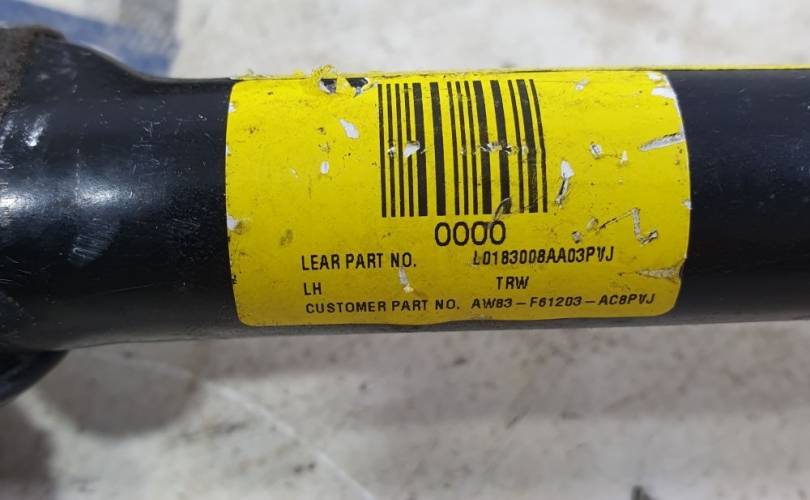 0000
LEAR PART NO. L0183008AA03PVJ
LH TRW
CUSTOMER PART NO. AW83-F61203-AC8PVJ